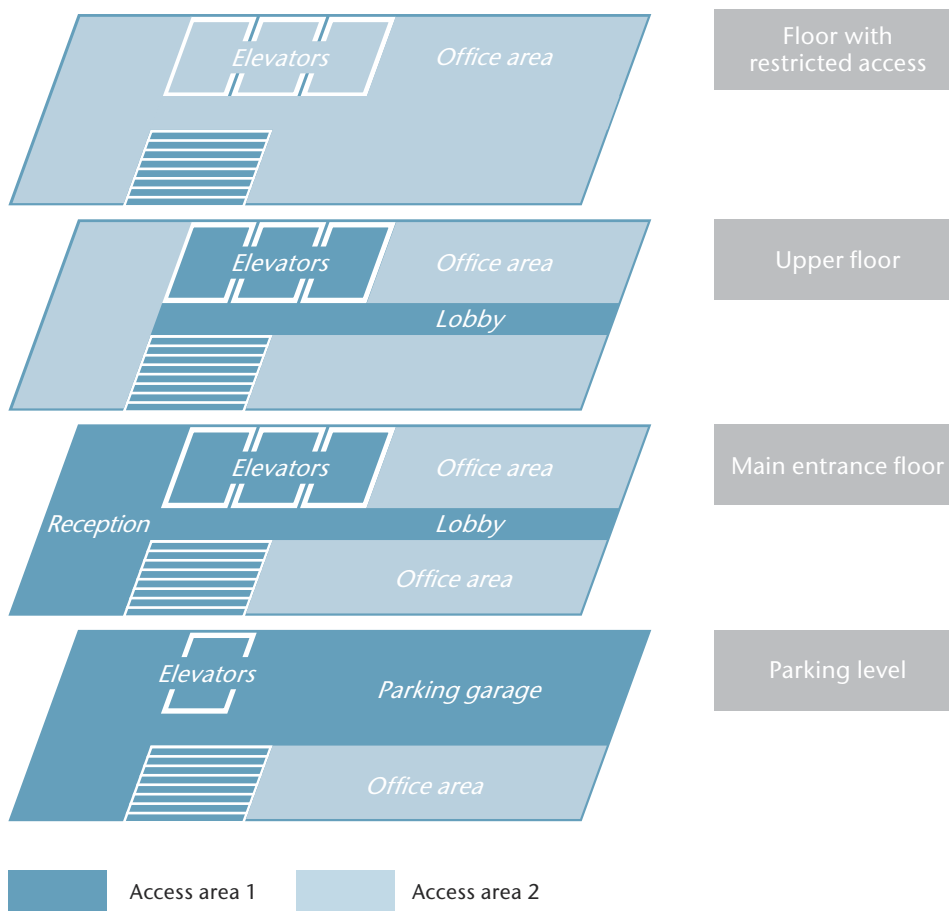 Elevators
Office area
Floor with
restricted access
Elevators
Office area
Upper floor
Lobby
Elevators
Office area
Main entrance floor
Reception
Lobby
Office area
Elevators
Parking garage
Parking level
Office area
Access area 1
Access area 2